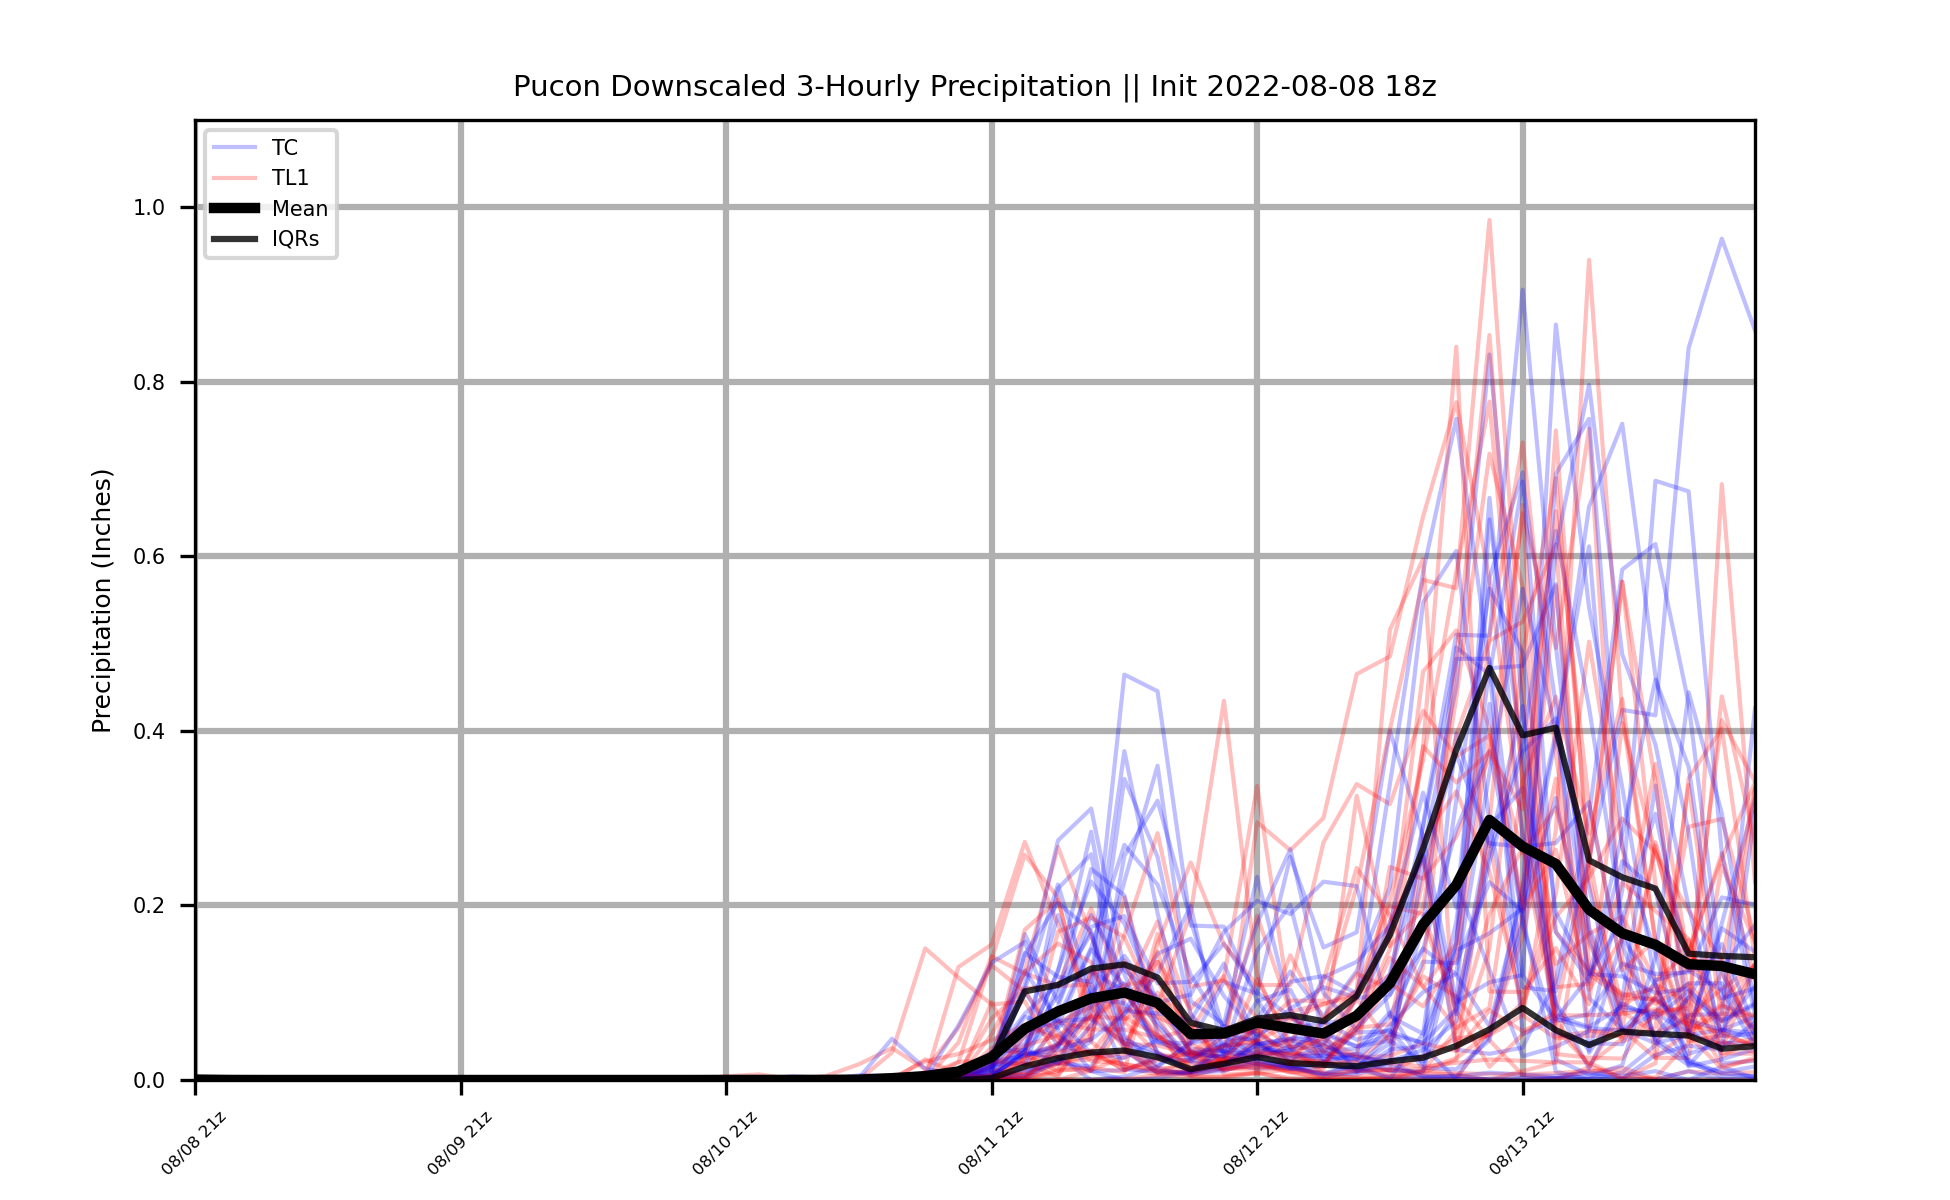 Pucon Downscaled 3-Hourly Precipitation || Init 2022-08-08 18z
TC
TL1
Mean
IQRs
Precipitation (Inches)
1.0
0.8
0.6
0.4
0.2
0.0
08/08 21z
08/09 21z
08/10 21z
08/11 21z
08/12 21z
08/13 21z